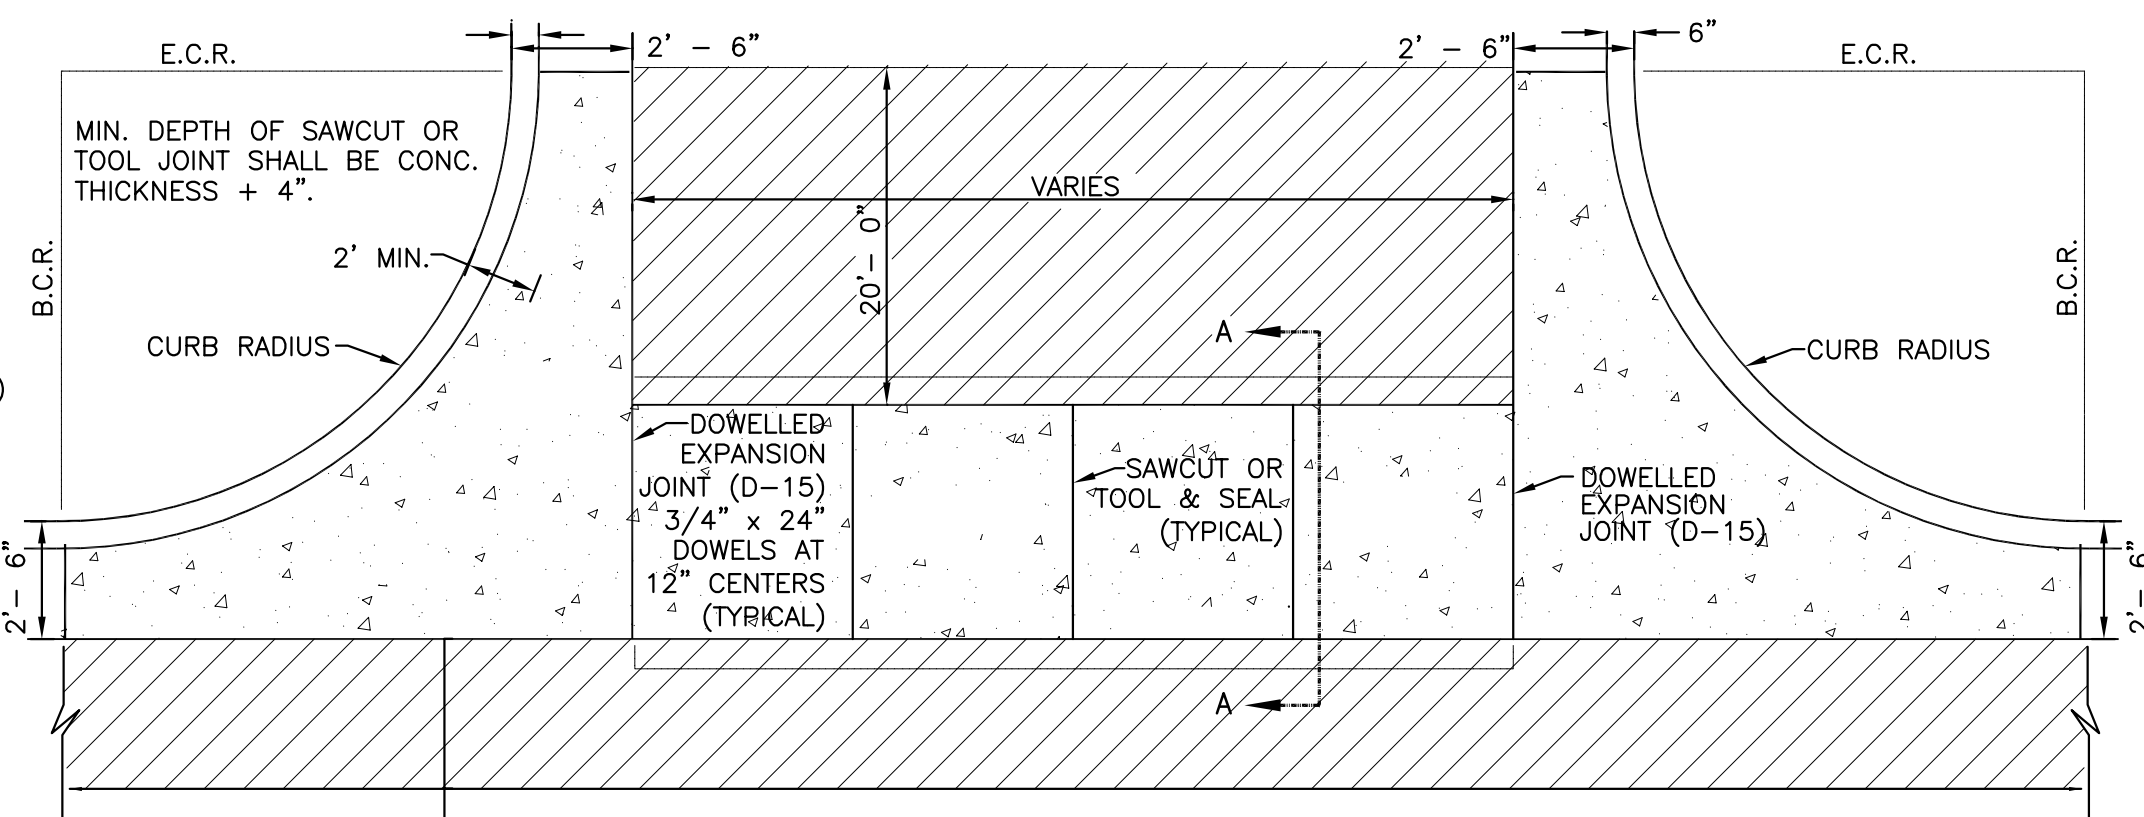 E.C.R.
2' - 6"
2' - 6"
6"
E.C.R.
MIN. DEPTH OF SAWCUT OR
TOOL JOINT SHALL BE CONC.
THICKNESS + 4".
VARIES
20'- 0"
B.C.R.
2' MIN.
B.C.R.
A
CURB RADIUS
CURB RADIUS
DOWELLED
EXPANSION
JOINT (D-15)
3/4" x 24"
DOWELS AT
12" CENTERS
(TYPICAL)
SAWCUT OR
TOOL & SEAL
(TYPICAL)
DOWELLED
EXPANSION
JOINT (D-15)
2'- 6"
2'- 6"
A